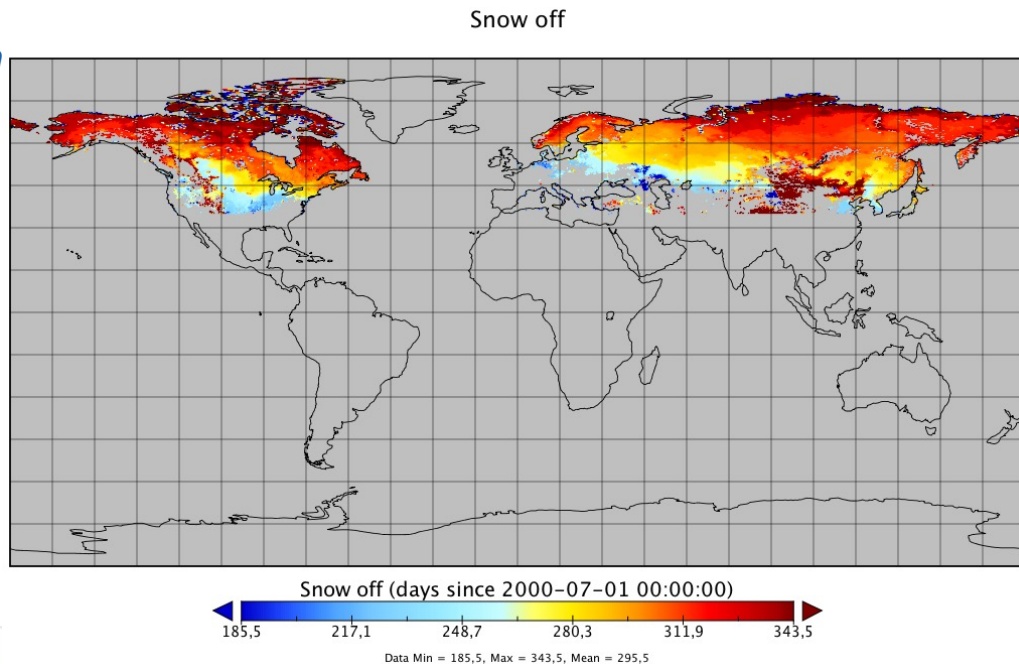 Snow off
Snow off (days since 2000-07-01 00:00:00)
185,5 217,1 248,7 280,3 311,9 343,5
Data Min = 185,5, Max = 343,5, Mean = 295,5